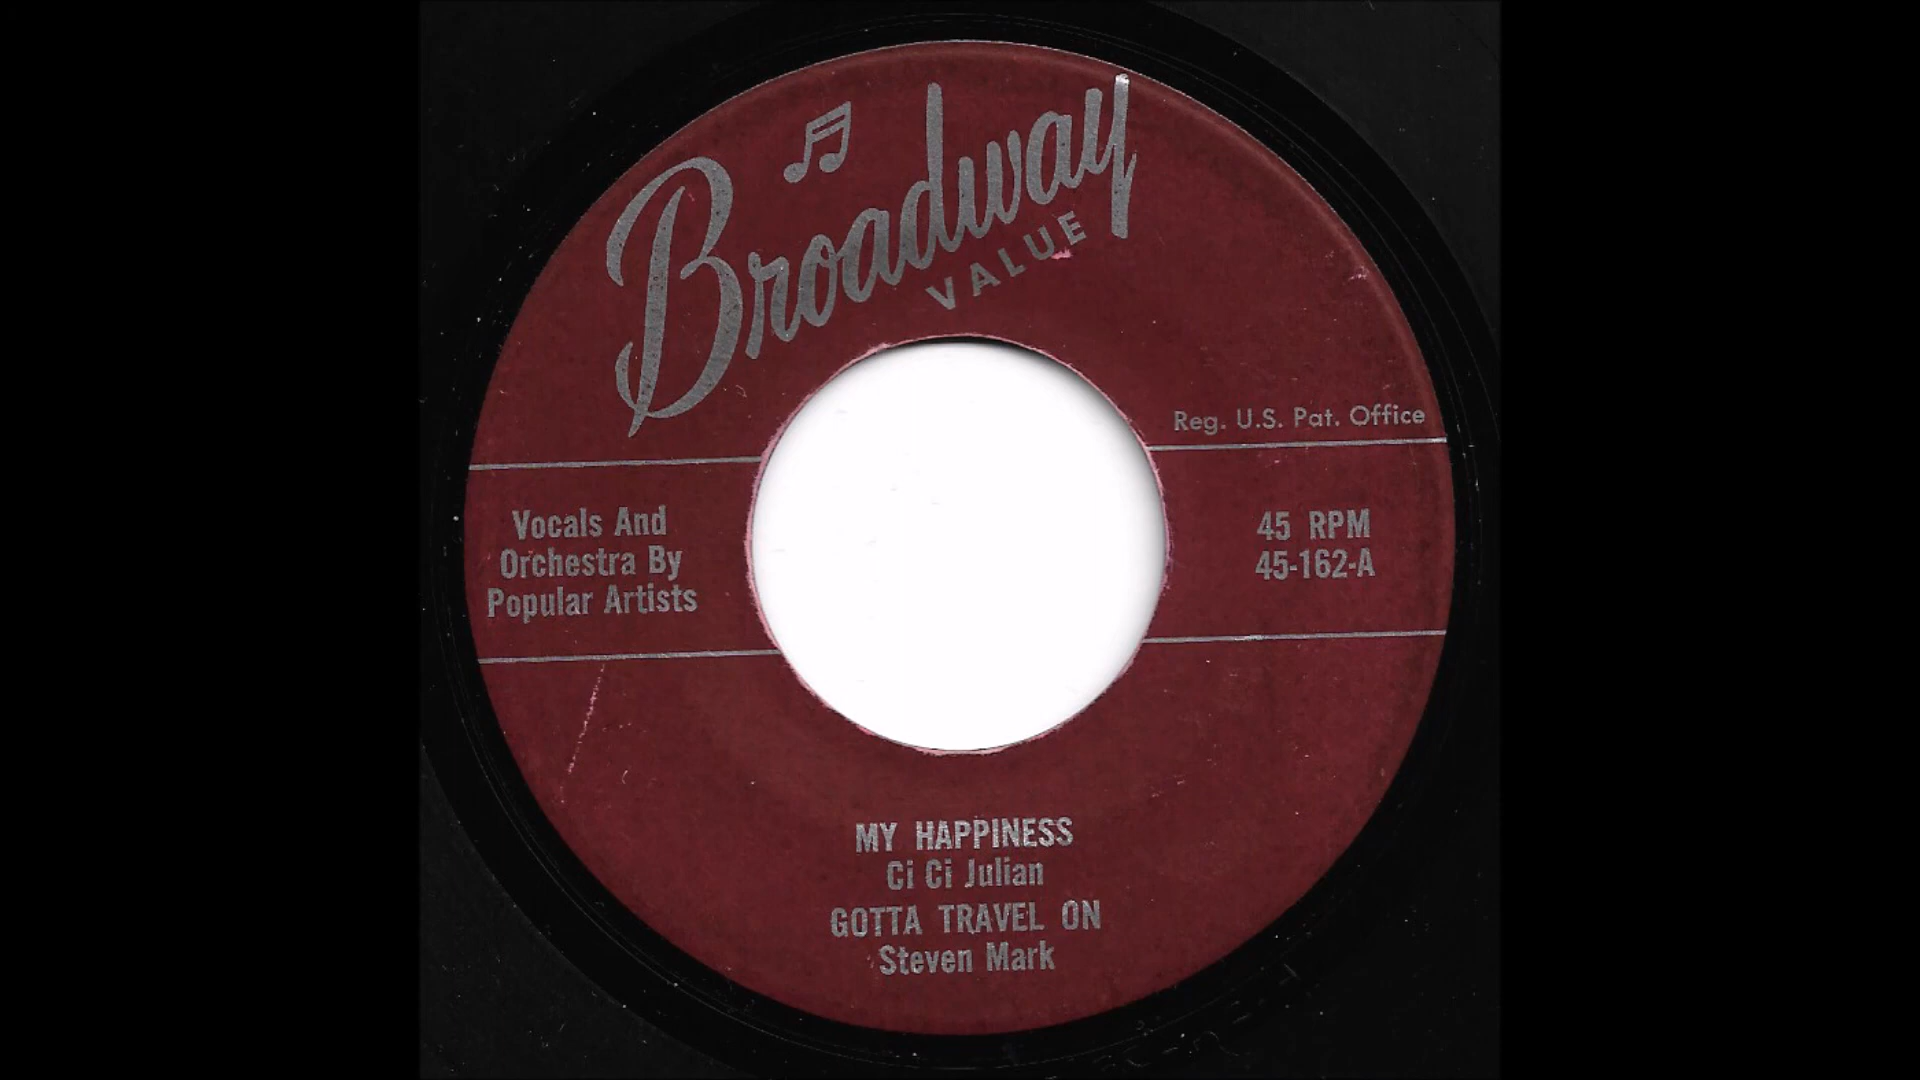 Broadway
VALUE
Reg. U.S. Pat. Office
Vocals And
Orchestra By
Popular Artists
45 RPM
45-162-A
MY HAPPINESS
Ci Ci Julian
GOTTA TRAVEL ON
Steven Mark